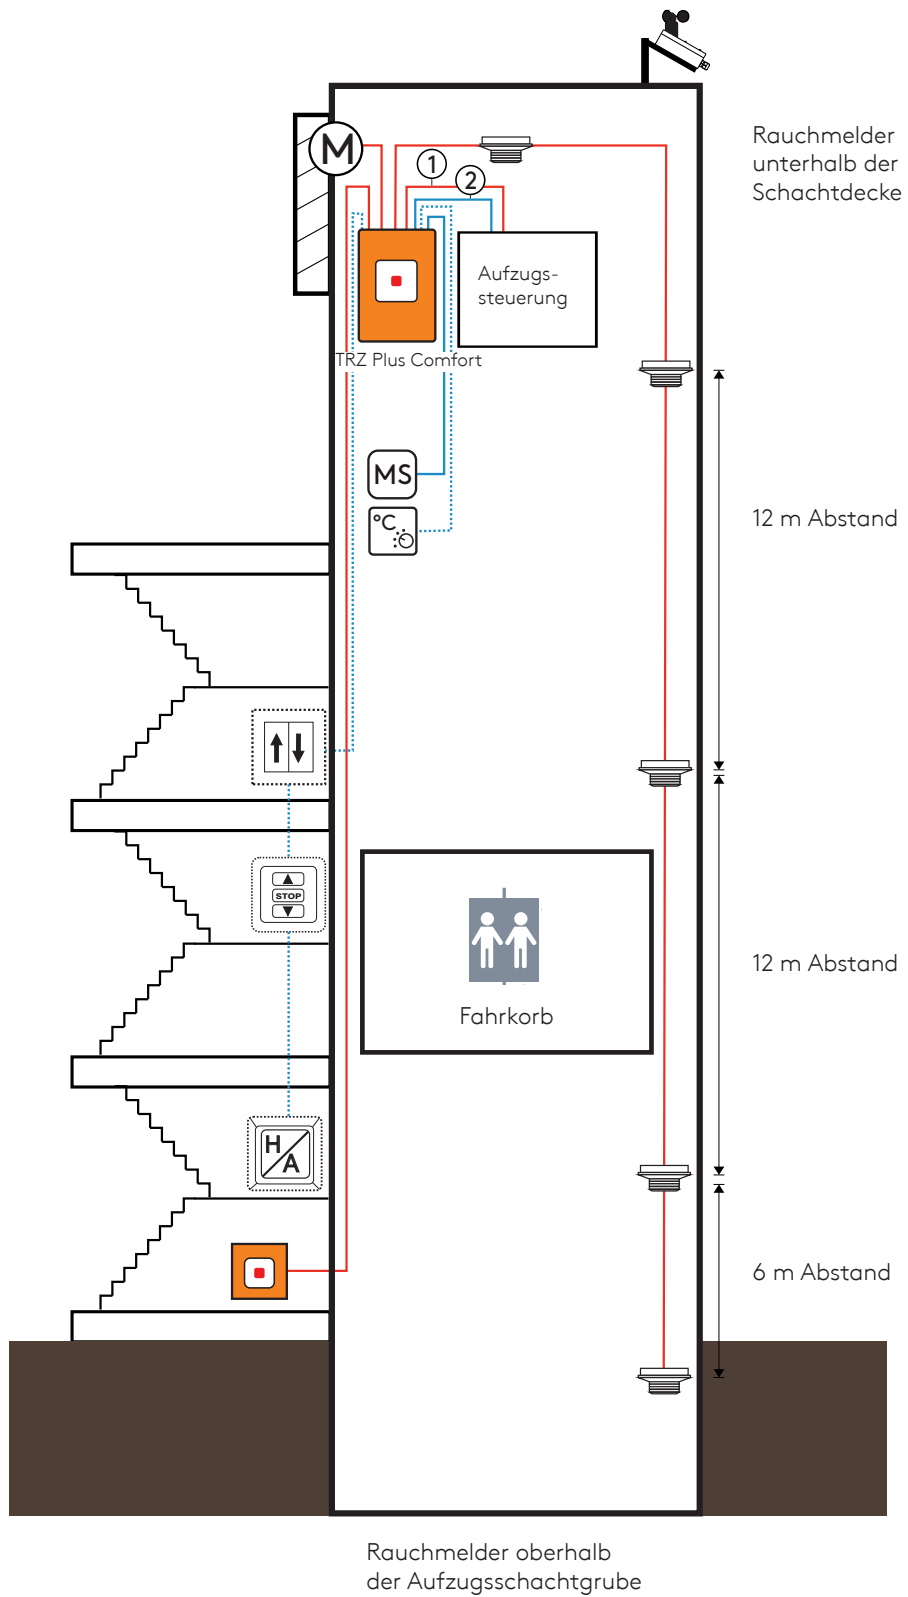 Rauchmelder
unterhalb der
Schachtdecke
M
1
2
Aufzugs-
steuerung
TRZ Plus Comfort
MS
°C
12 m Abstand
STOP
12 m Abstand
Fahrkorb
H/A
6 m Abstand
Rauchmelder oberhalb
der Aufzugsschachtgrube